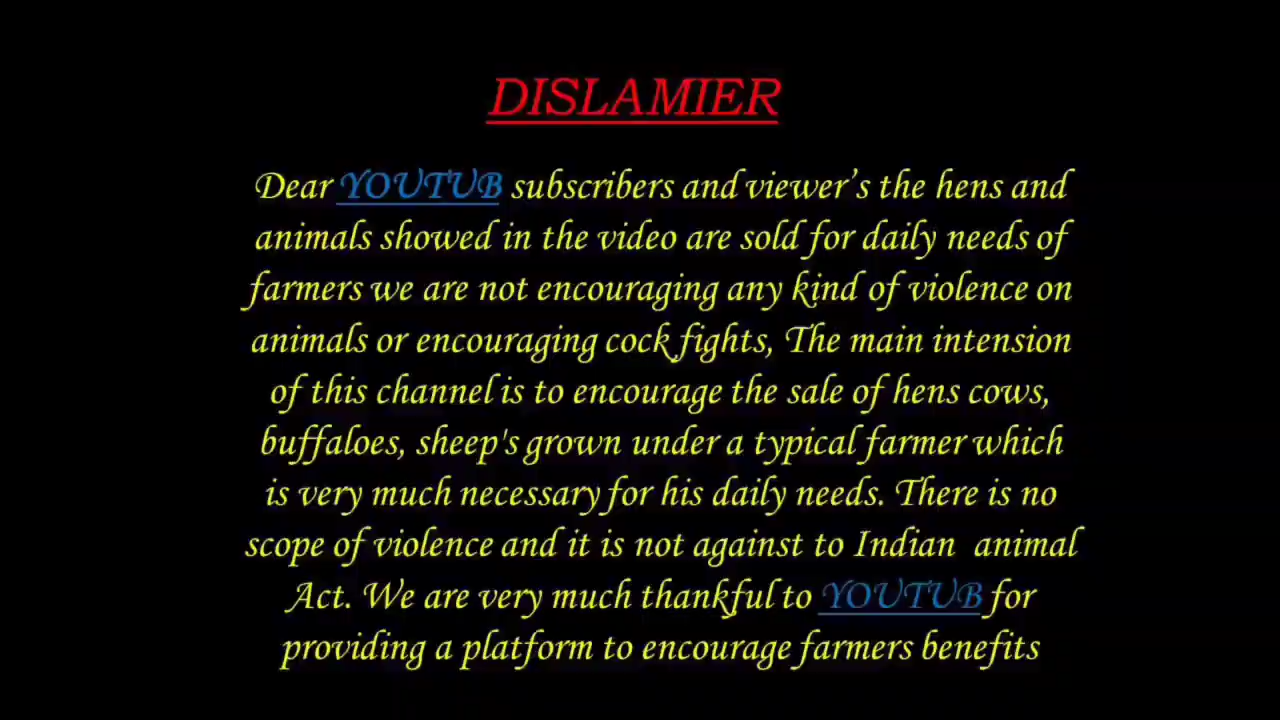 DISLAMIER
Dear YOUTUB subscribers and viewer’s the hens and
animals showed in the video are sold for daily needs of
farmers we are not encouraging any kind of violence on
animals or encouraging cock fights, The main intension
of this channel is to encourage the sale of hens cows,
buffaloes, sheep's grown under a typical farmer which
is very much necessary for his daily needs. There is no
scope of violence and it is not against to Indian animal
Act. We are very much thankful to YOUTUB for
providing a platform to encourage farmers benefits